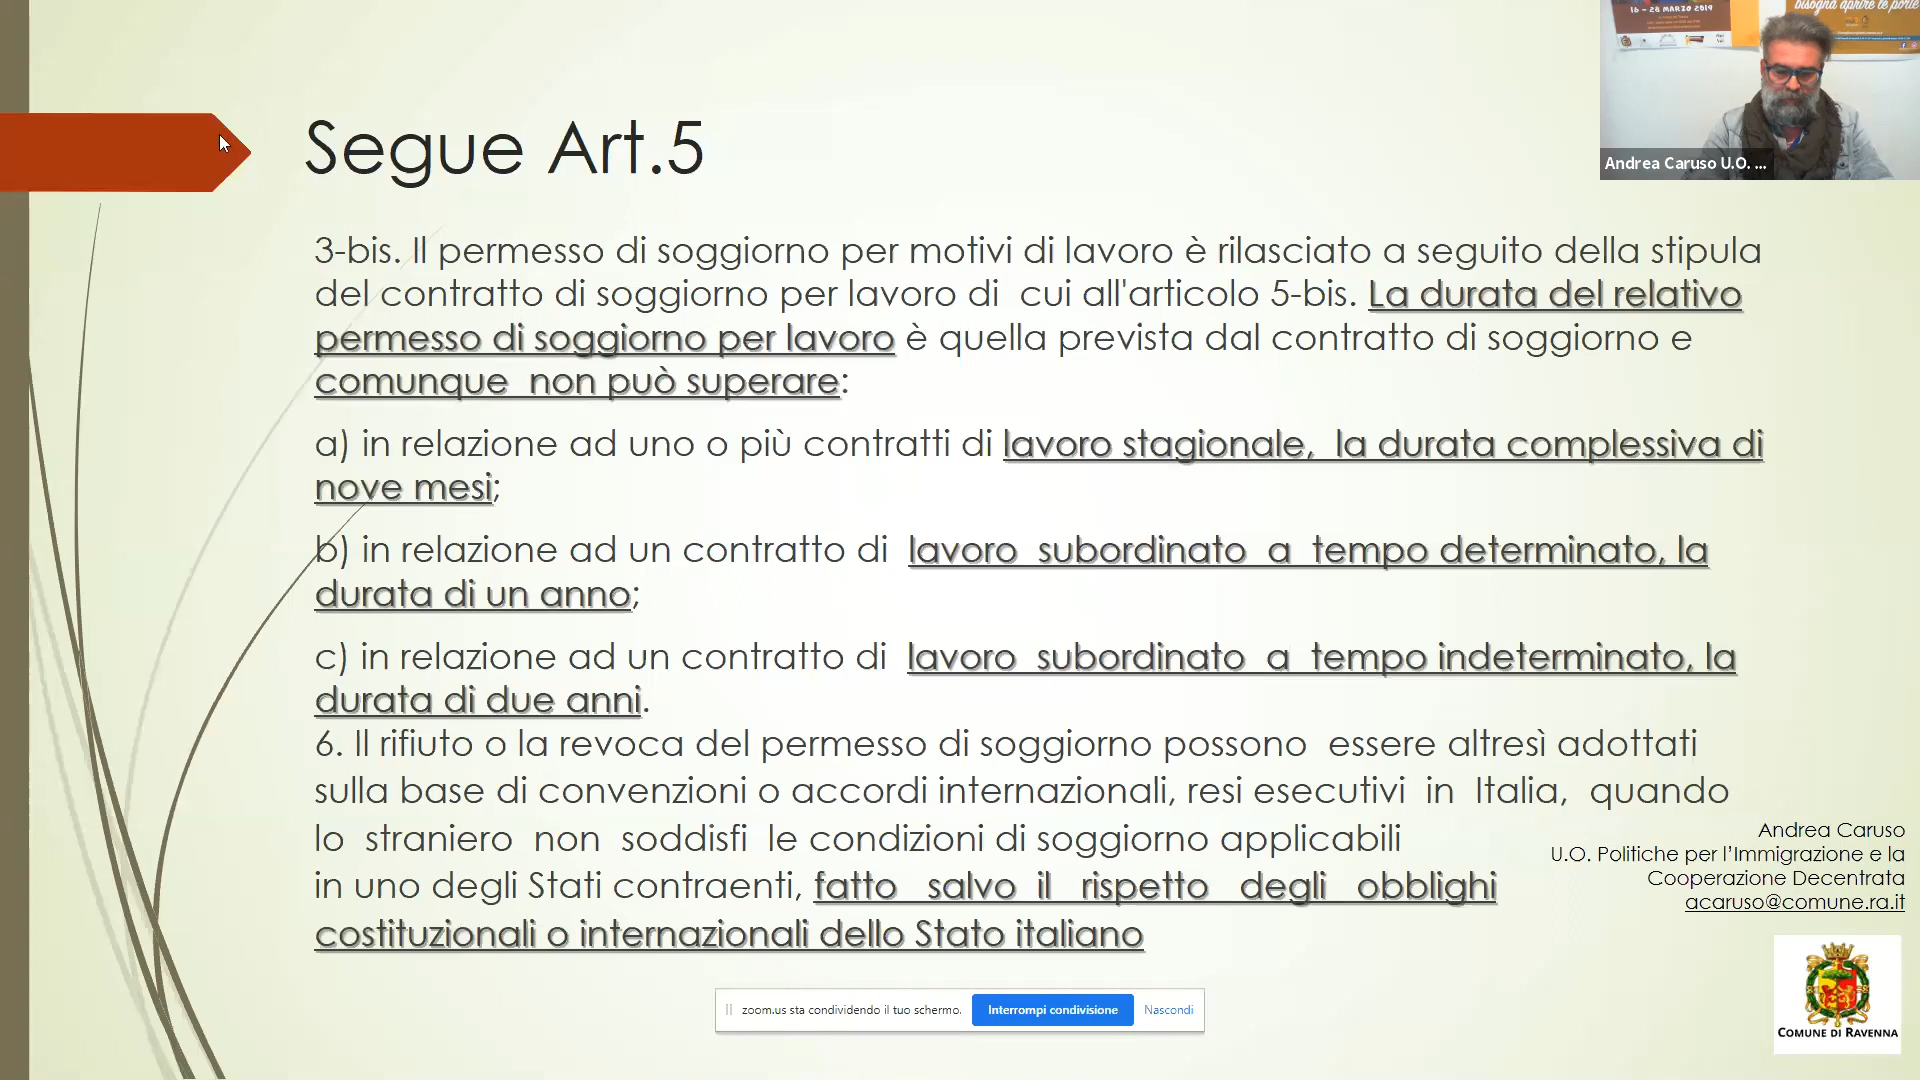 16 - 28 MARZO 2019
bisogna aprire le porte
Andrea Caruso U.O. ...
Segue Art.5
3-bis. Il permesso di soggiorno per motivi di lavoro è rilasciato a seguito della stipula
del contratto di soggiorno per lavoro di  cui all'articolo 5-bis. La durata del relativo
permesso di soggiorno per lavoro è quella prevista dal contratto di soggiorno e
comunque  non può superare:
a) in relazione ad uno o più contratti di lavoro stagionale,  la durata complessiva di
nove mesi;
b) in relazione ad un contratto di  lavoro  subordinato  a  tempo determinato, la
durata di un anno;
c) in relazione ad un contratto di  lavoro  subordinato  a  tempo indeterminato, la
durata di due anni.
6. Il rifiuto o la revoca del permesso di soggiorno possono  essere altresì adottati
sulla base di convenzioni o accordi internazionali, resi esecutivi  in  Italia,  quando
lo  straniero  non  soddisfi  le condizioni di soggiorno applicabili
in uno degli Stati contraenti, fatto  salvo  il  rispetto  degli  obblighi
costituzionali o internazionali dello Stato italiano
Andrea Caruso
U.O. Politiche per l’Immigrazione e la
Cooperazione Decentrata
acaruso@comune.ra.it
COMUNE DI RAVENNA
zoom.us sta condividendo il tuo schermo.
Interrompi condivisione
Nascondi